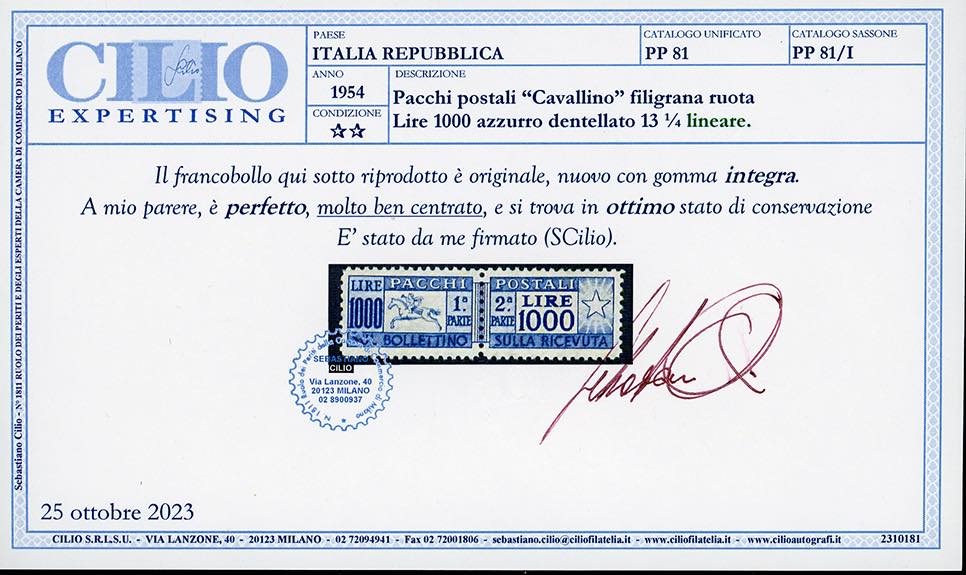 CILIO
EXPERTISING
PAESE
ITALIA REPUBBLICA
CATALOGO UNIFICATO
PP 81
CATALOGO SASSONE
PP 81/I
ANNO
1954
CONDIZIONE
☆☆
DESCRIZIONE
Pacchi postali “Cavallino” filigrana ruota
Lire 1000 azzurro dentellato 13 ¼ lineare.
Il francobollo qui sotto riprodotto è originale, nuovo con gomma integra.
A mio parere, è perfetto, molto ben centrato, e si trova in ottimo stato di conservazione
E’ stato da me firmato (SCilio).
LIRE
1000
PACCHI
1ª
PARTE
BOLLETTINO
POSTALI
2ª
PARTE
LIRE
1000
SULLA RICEVUTA
SEBASTIANO
CILIO
Via Lanzone, 40
20123 MILANO
02 8900937
Sebastiano Cilio - N° 1811 RUOLO DEI PERITI E DEGLI ESPERTI DELLA CAMERA DI COMMERCIO DI MILANO
25 ottobre 2023
CILIO S.R.L.S.U. - VIA LANZONE, 40 - 20123 MILANO - 02 72094941 - Fax 02 72001806 - sebastiano.cilio@ciliofilatelia.it - www.ciliofilatelia.it - www.cilioautografi.it
2310181